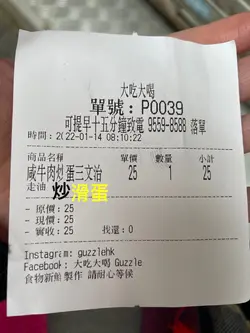 大吃大喝
單號：P0039
可提早十五分鐘致電 9559-8588 落單
時間：2022-01-14 08:10:22
商品名稱 單價 數量 小計
咸牛肉炒蛋三文治 25 1 25
走油 炒滑蛋
- 原價：25
- 現價：25
- 實收：25 找還：0
Instagram: guzzlehk
Facebook: 大吃大喝 Guzzle
食物新鮮製作 請耐心等候